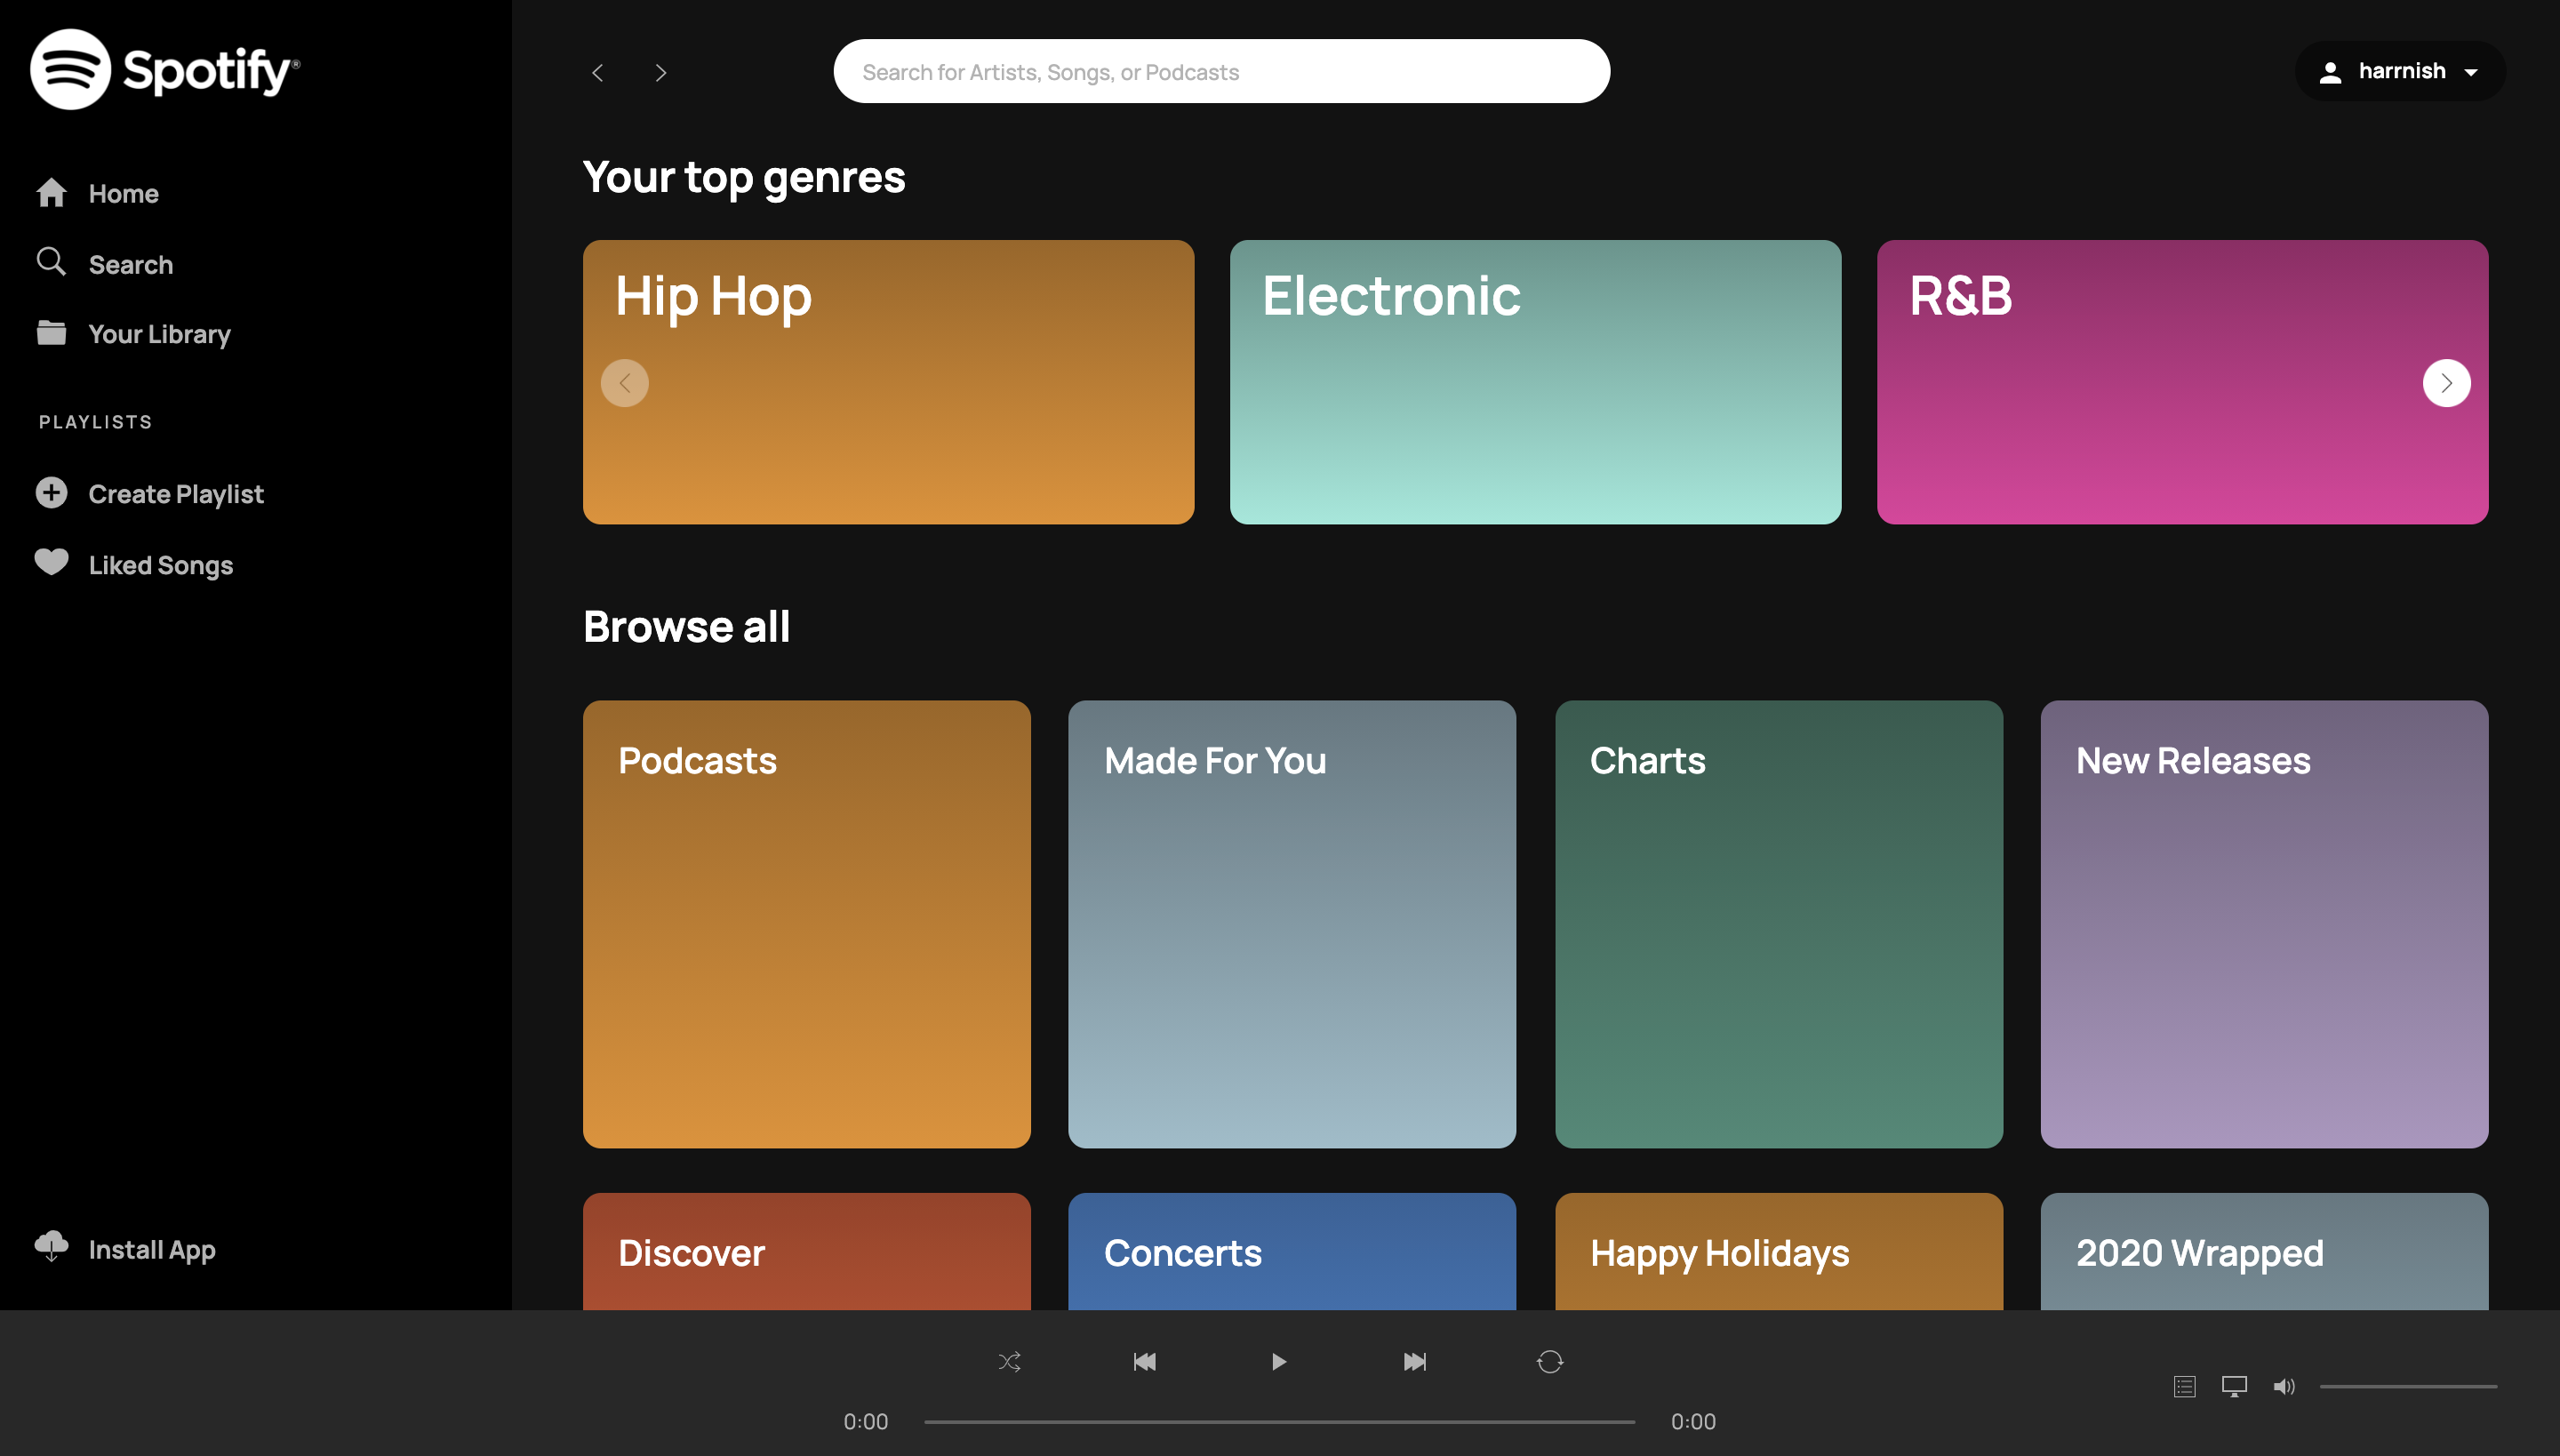 Spotify®
Home
Search
Your Library
PLAYLISTS
Create Playlist
Liked Songs
Install App
Search for Artists, Songs, or Podcasts
harrnish
Your top genres
Hip Hop
Electronic
R&B
Browse all
Podcasts
Made For You
Charts
New Releases
Discover
Concerts
Happy Holidays
2020 Wrapped
0:00
0:00